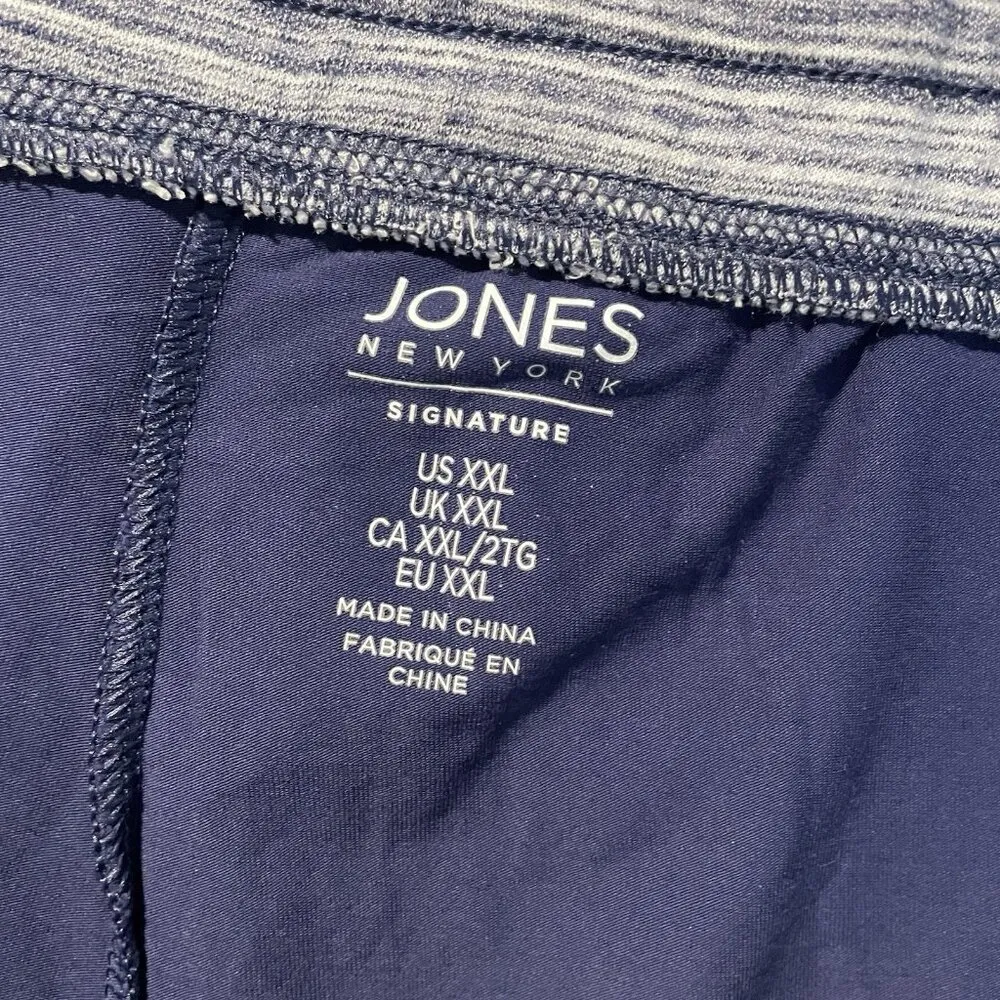 JONES
NEW YORK
SIGNATURE
US XXL
UK XXL
CA XXL/2TG
EU XXL
MADE IN CHINA
FABRIQUÉ EN
CHINE